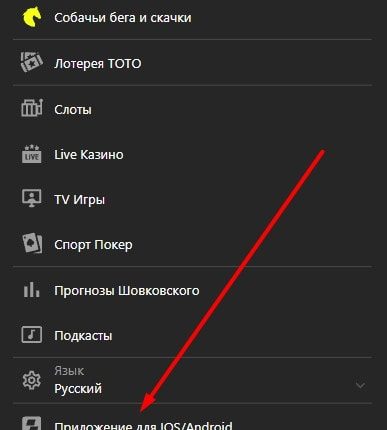 Собачьи бега и скачки
Лотерея ТОТО
Слоты
LIVE
Live Казино
TV Игры
Спорт Покер
Прогнозы Шовковского
Подкасты
Язык
Русский
Приложение для IOS/Android